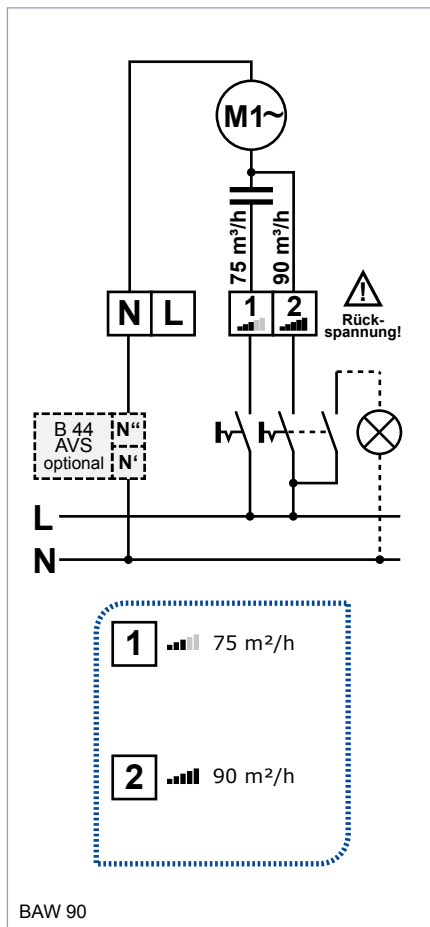 M1~
75 m³/h
90 m³/h
N L
1 2
Rück-
spannung!
B 44
AVS
optional
N“
N‘
L
N
1 75 m²/h
2 90 m²/h
BAW 90